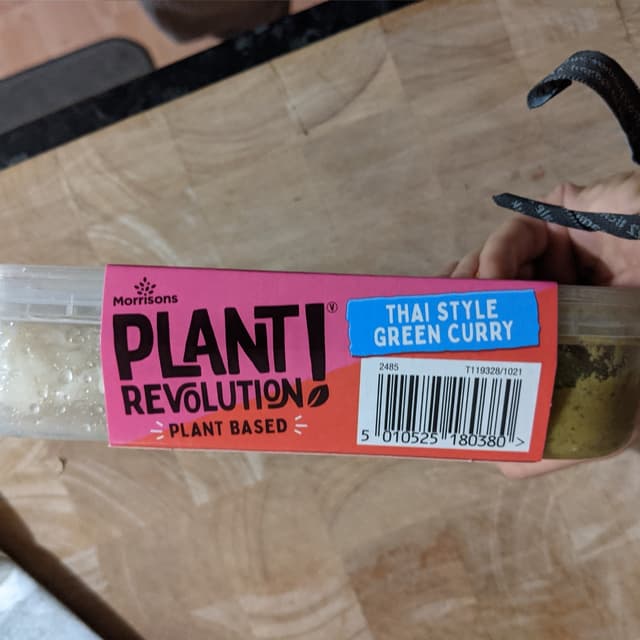 Morrisons
PLANT!
REVOLUTION
PLANT BASED
THAI STYLE
GREEN CURRY
2485 T119328/1021
5 010525 180380 >